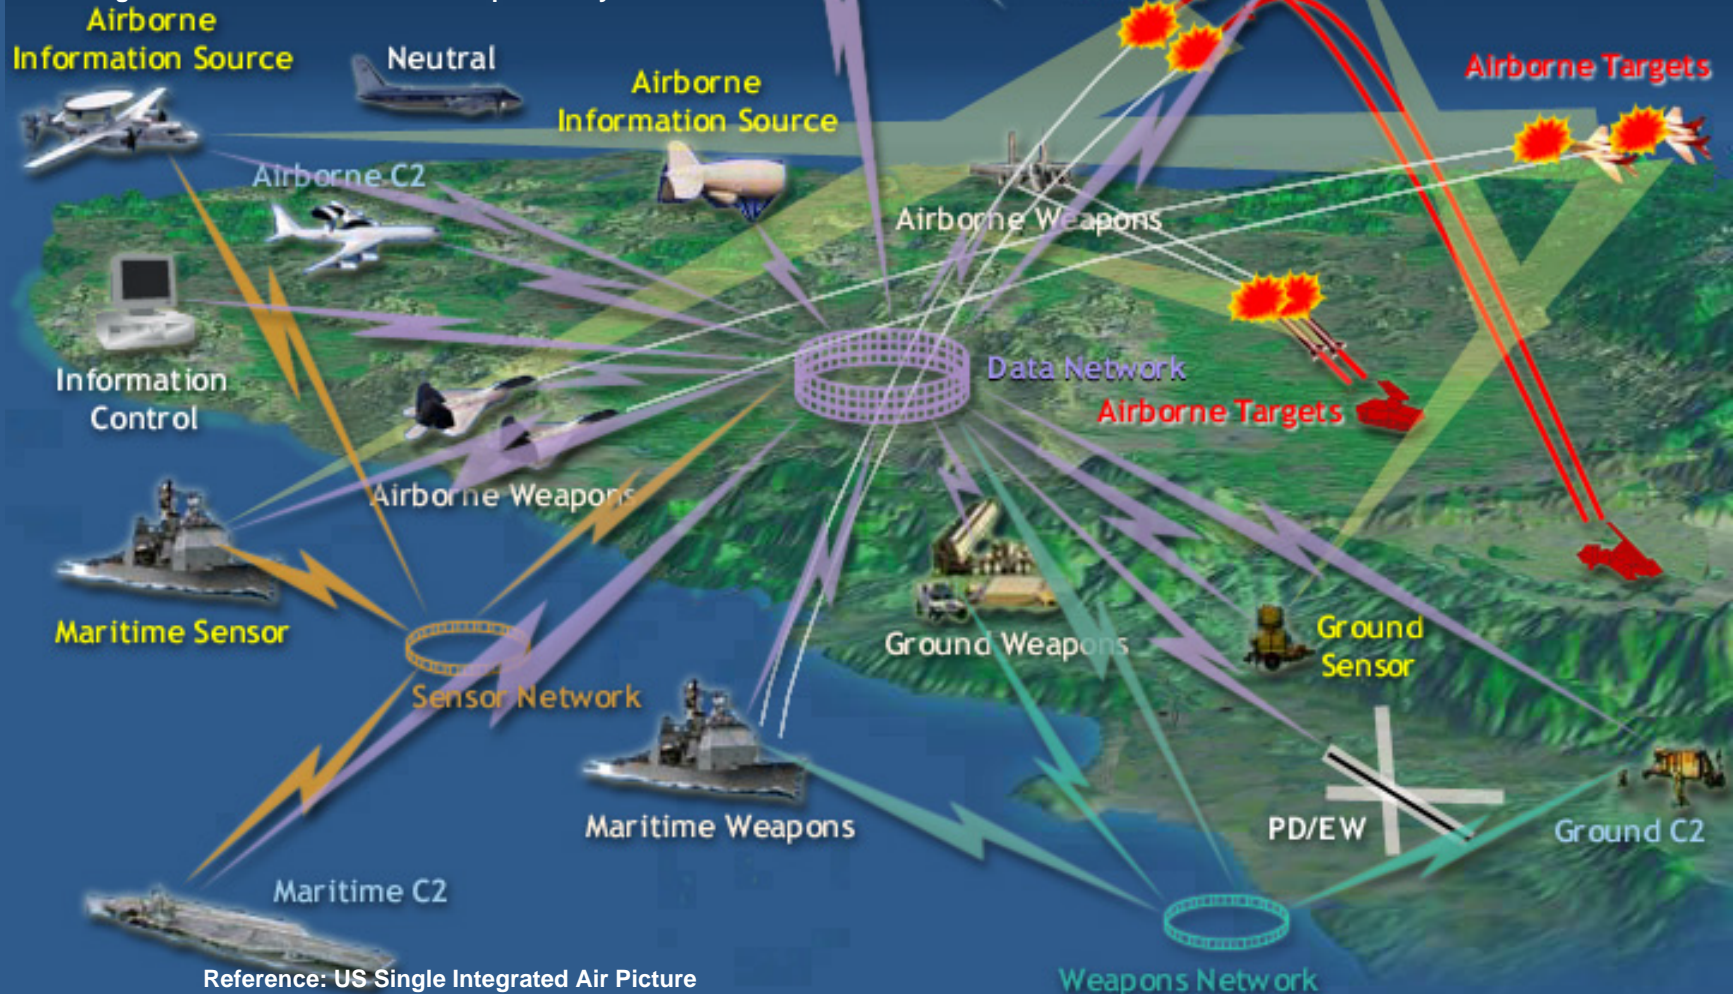 Airborne
Information Source
Neutral
Airborne
Information Source
Airborne Targets
Airborne C2
Airborne Weapons
Information
Control
Data Network
Airborne Targets
Airborne Weapons
Maritime Sensor
Ground Weapons
Ground
Sensor
Sensor Network
Maritime Weapons
PD/EW
Ground C2
Maritime C2
Reference: US Single Integrated Air Picture
Weapons Network